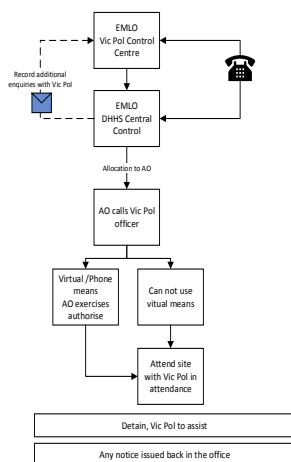 EMLO
Vic Pol Control
Centre
Record additional
enquiries with Vic Pol
EMLO
DHHS Central
Control
Allocation to AO
AO calls Vic Pol
officer
Virtual /Phone
means
AO exercises
authorise
Can not use
vitual means
Attend site
with Vic Pol in
attendance
Detain, Vic Pol to assist
Any notice issued back in the office